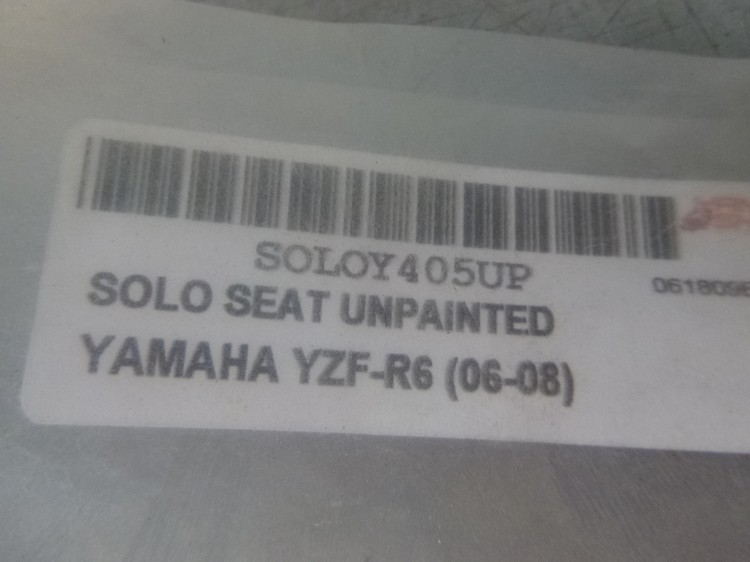 SOLOY405UP
SOLO SEAT UNPAINTED
YAMAHA YZF-R6 (06-08)